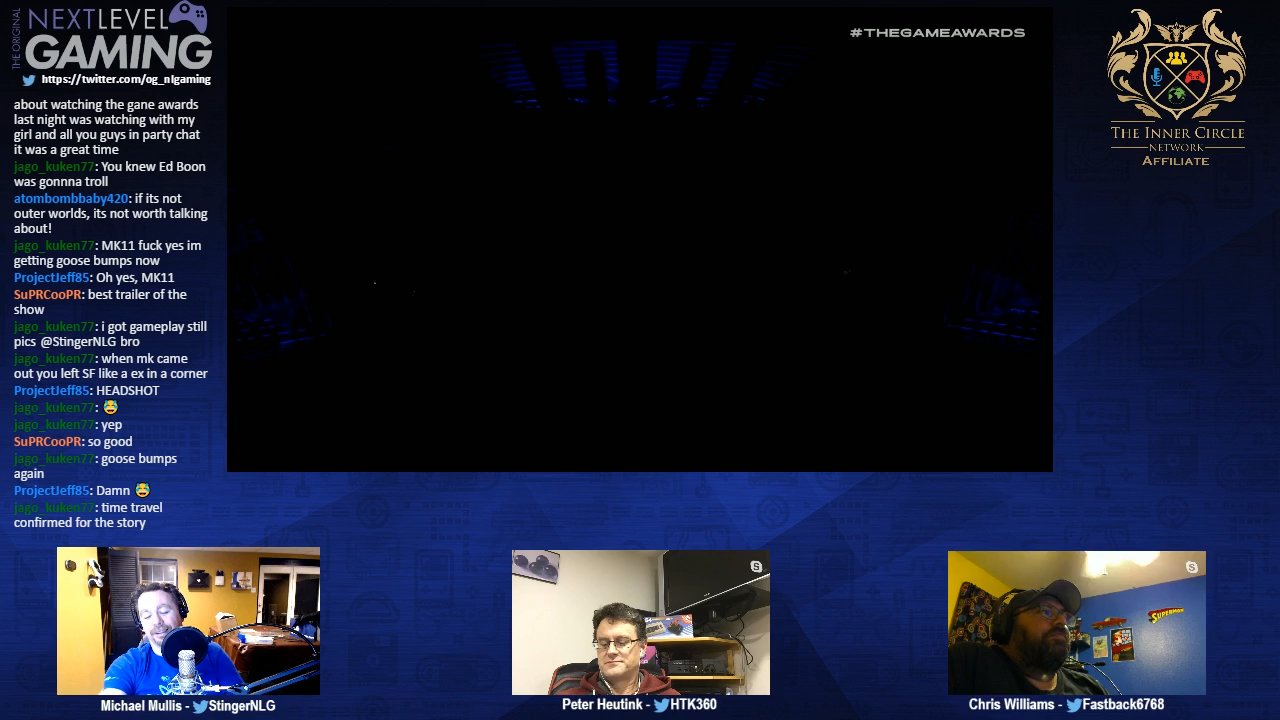 THE ORIGINAL
NEXTLEVEL
GAMING
https://twitter.com/og_nlgaming
about watching the gane awards
last night was watching with my
girl and all you guys in party chat
it was a great time
jago_kuken77: You knew Ed Boon
was gonnna troll
atombombbaby420: if its not
outer worlds, its not worth talking
about!
jago_kuken77: MK11 fuck yes im
getting goose bumps now
ProjectJeff85: Oh yes, MK11
SuPRCooPR: best trailer of the
show
jago_kuken77: i got gameplay still
pics @StingerNLG bro
jago_kuken77: when mk came
out you left SF like a ex in a corner
ProjectJeff85: HEADSHOT
jago_kuken77: 😂
jago_kuken77: yep
SuPRCooPR: so good
jago_kuken77: goose bumps
again
ProjectJeff85: Damn 😂
jago_kuken77: time travel
confirmed for the story
#THEGAMEAWARDS
THE INNER CIRCLE
NETWORK
AFFILIATE
SUPERMAN
Michael Mullis - StingerNLG
Peter Heutink - HTK360
Chris Williams - Fastback6768